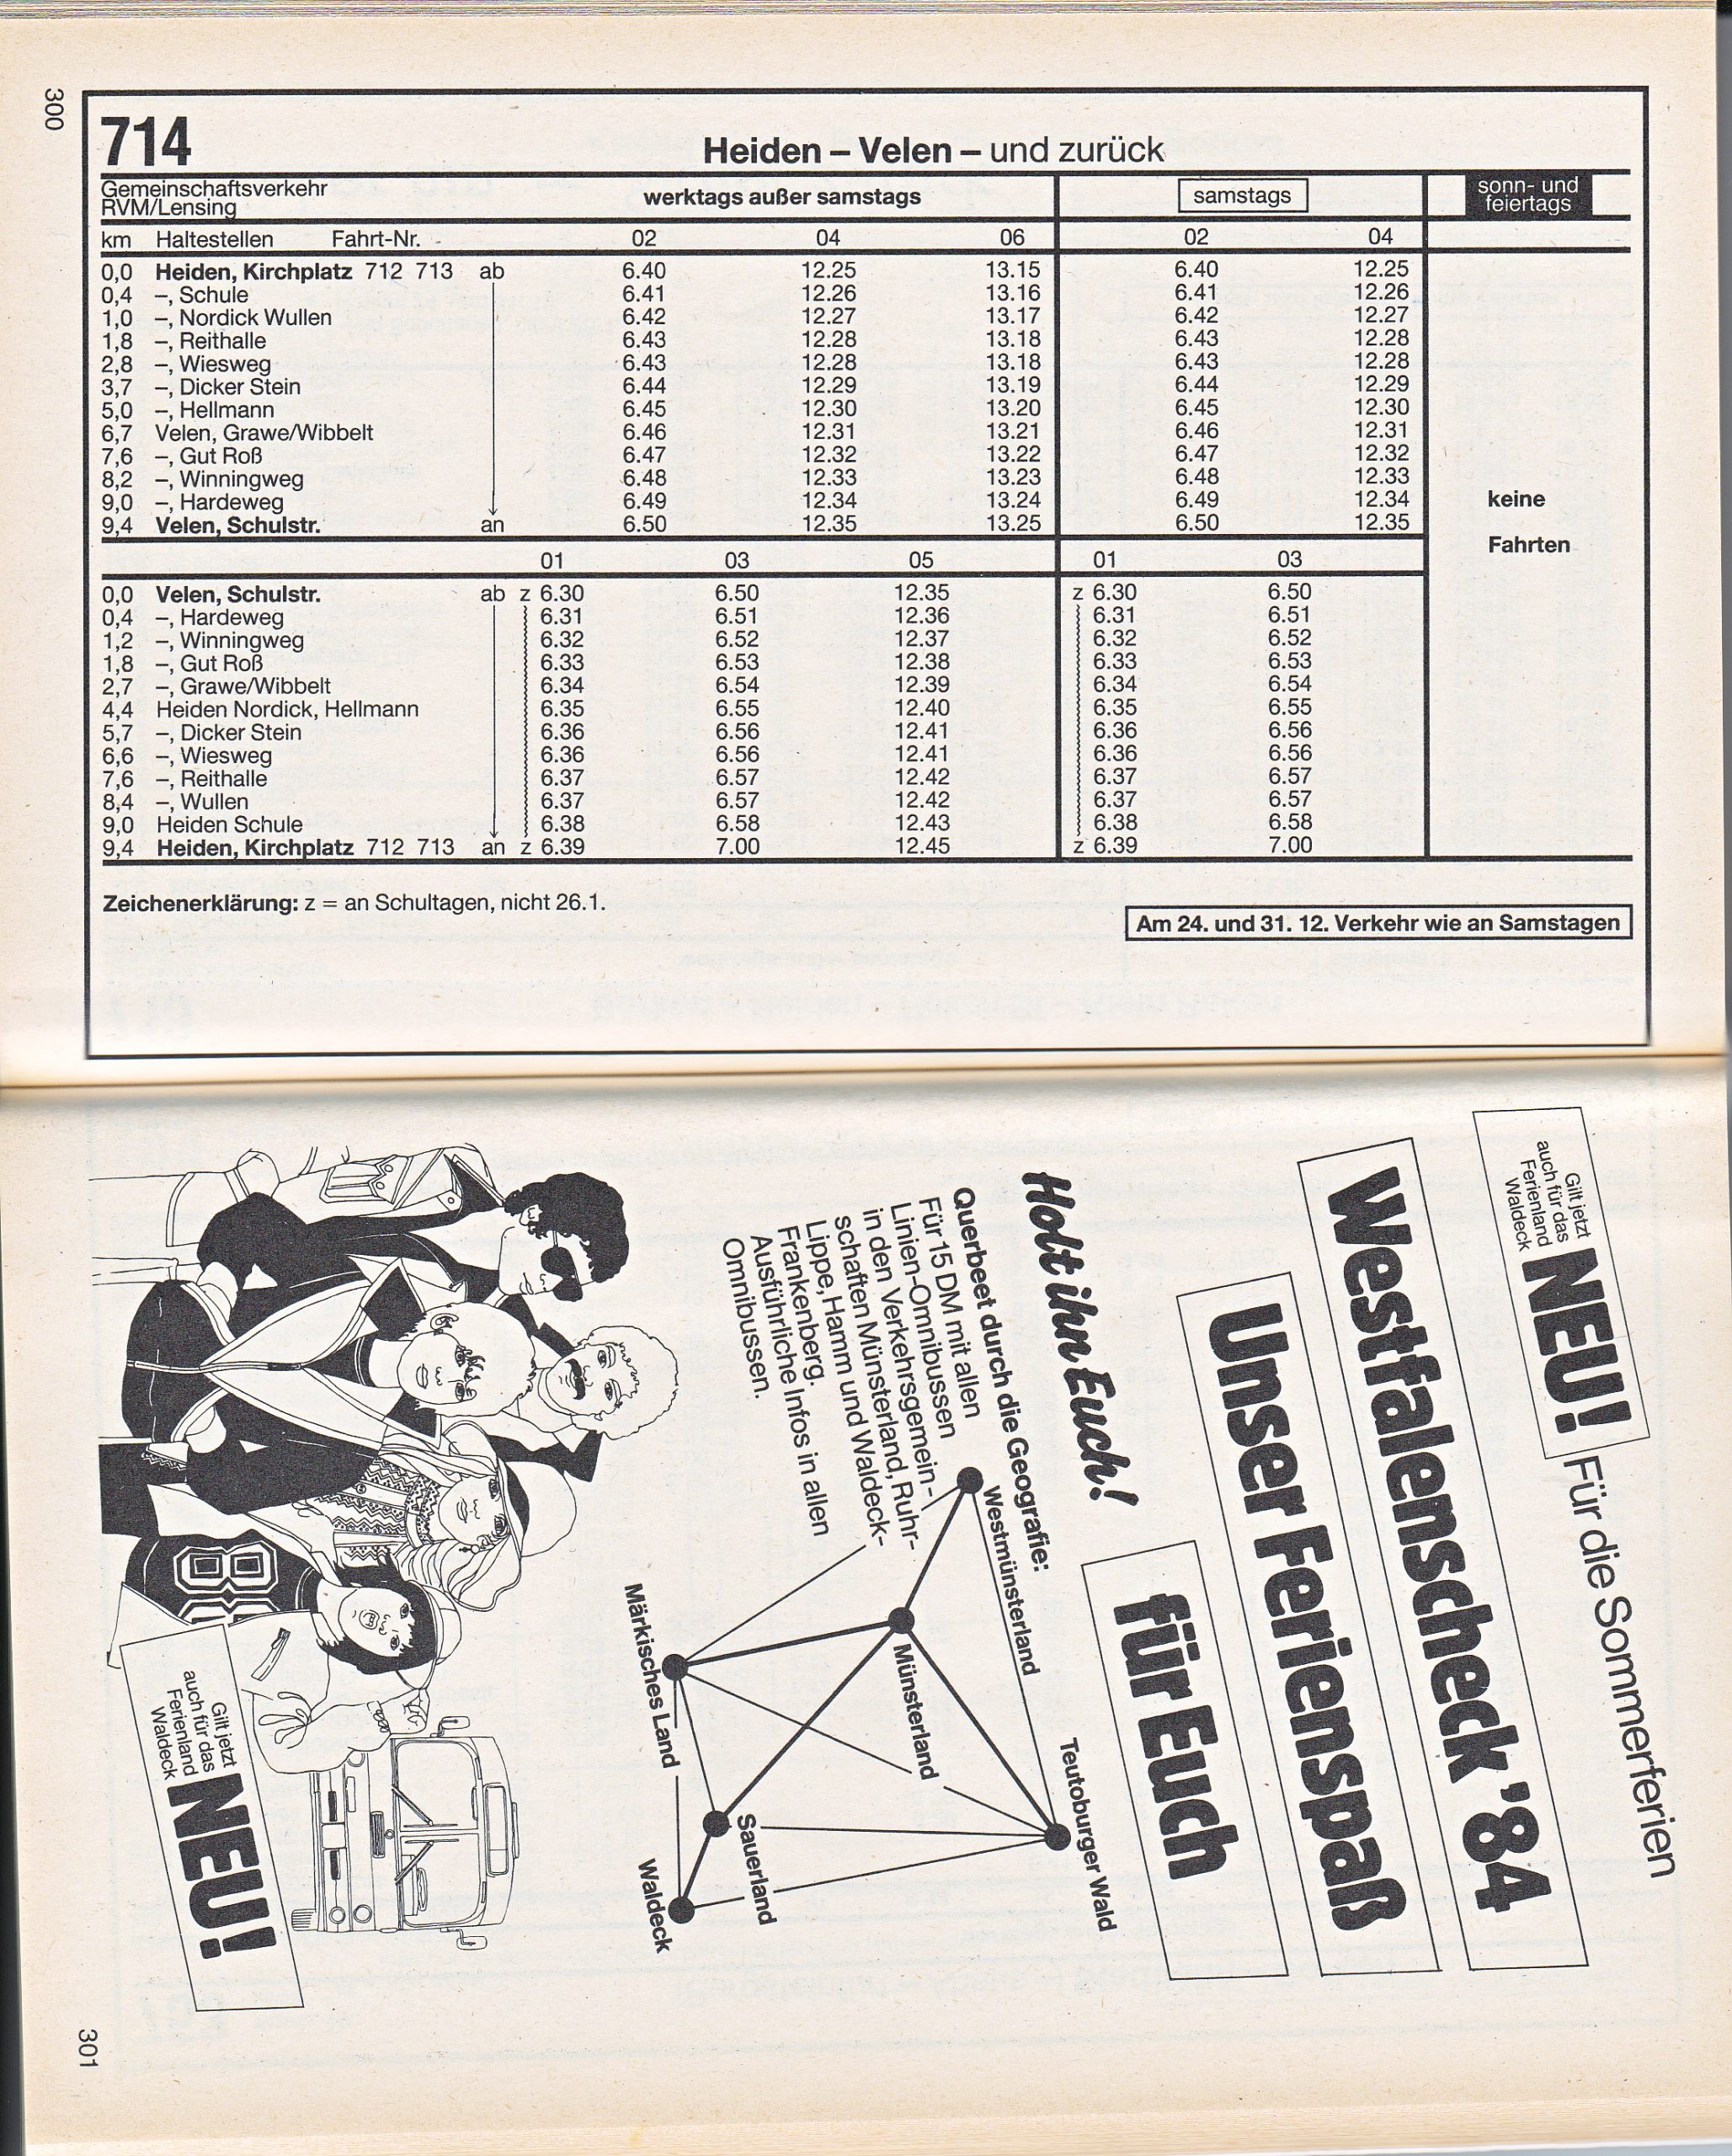 300
714
Heiden – Velen – und zurück
Gemeinschaftsverkehr
RVM/Lensing
werktags außer samstags samstags sonn- und feiertags
km Haltestellen Fahrt-Nr. 02 04 06 02 04
0,0 Heiden, Kirchplatz 712 713 ab 6.40 12.25 13.15 6.40 12.25
0,4 –, Schule 6.41 12.26 13.16 6.41 12.26
1,0 –, Nordick Wullen 6.42 12.27 13.17 6.42 12.27
1,8 –, Reithalle 6.43 12.28 13.18 6.43 12.28
2,8 –, Wiesweg 6.43 12.28 13.18 6.43 12.28
3,7 –, Dicker Stein 6.44 12.29 13.19 6.44 12.29
5,0 –, Hellmann 6.45 12.30 13.20 6.45 12.30
6,7 Velen, Grawe/Wibbelt 6.46 12.31 13.21 6.46 12.31
7,6 –, Gut Roß 6.47 12.32 13.22 6.47 12.32
8,2 –, Winningweg 6.48 12.33 13.23 6.48 12.33
9,0 –, Hardeweg 6.49 12.34 13.24 6.49 12.34
9,4 Velen, Schulstr. an 6.50 12.35 13.25 6.50 12.35
keine
Fahrten
01 03 05 01 03
0,0 Velen, Schulstr. ab z 6.30 6.50 12.35 z 6.30 6.50
0,4 –, Hardeweg 6.31 6.51 12.36 6.31 6.51
1,2 –, Winningweg 6.32 6.52 12.37 6.32 6.52
1,8 –, Gut Roß 6.33 6.53 12.38 6.33 6.53
2,7 –, Grawe/Wibbelt 6.34 6.54 12.39 6.34 6.54
4,4 Heiden Nordick, Hellmann 6.35 6.55 12.40 6.35 6.55
5,7 –, Dicker Stein 6.36 6.56 12.41 6.36 6.56
6,6 –, Wiesweg 6.36 6.56 12.41 6.36 6.56
7,6 –, Reithalle 6.37 6.57 12.42 6.37 6.57
8,4 –, Wullen 6.37 6.57 12.42 6.37 6.57
9,0 Heiden Schule 6.38 6.58 12.43 6.38 6.58
9,4 Heiden, Kirchplatz 712 713 an z 6.39 7.00 12.45 z 6.39 7.00
Zeichenerklärung: z = an Schultagen, nicht 26.1.
Am 24. und 31. 12. Verkehr wie an Samstagen
Gilt jetzt
auch für das
Ferienland
Waldeck
NEU!
Für die Sommerferien
Westfalenscheck '84
Unser Ferienspaß
für Euch
Holt ihn Euch!
Querbeet durch die Geografie:
Für 15 DM mit allen
Linien-Omnibussen
in den Verkehrsgemein-
schaften Münsterland, Ruhr-
Lippe, Hamm und Waldeck-
Frankenberg.
Ausführliche Infos in allen
Omnibussen.
Westmünsterland
Teutoburger Wald
Münsterland
Märkisches Land
Sauerland
Waldeck
88
Gilt jetzt
auch für das
Ferienland
Waldeck
NEU!
301